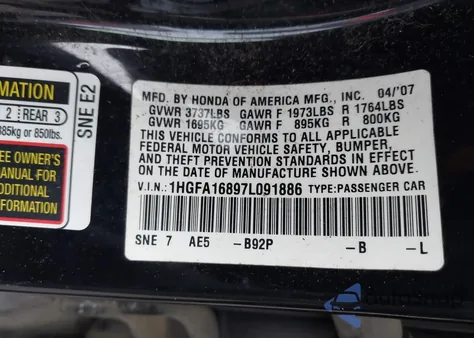 MATION
2 REAR 3
385KG or 850lbs.
EE OWNER'S
MANUAL FOR
ADDITIONAL
FORMATION
SNE E2
MFD. BY HONDA OF AMERICA MFG., INC. 04/'07
GVWR 3737LBS GAWR F 1973LBS R 1764LBS
GVWR 1695KG GAWR F 895KG R 800KG
THIS VEHICLE CONFORMS TO ALL APPLICABLE
FEDERAL MOTOR VEHICLE SAFETY, BUMPER,
AND THEFT PREVENTION STANDARDS IN EFFECT
ON THE DATE OF MANUFACTURE SHOWN ABOVE.
V.I.N: 1HGFA16897L091886 TYPE:PASSENGER CAR
SNE 7 AE5 -B92P -B -L